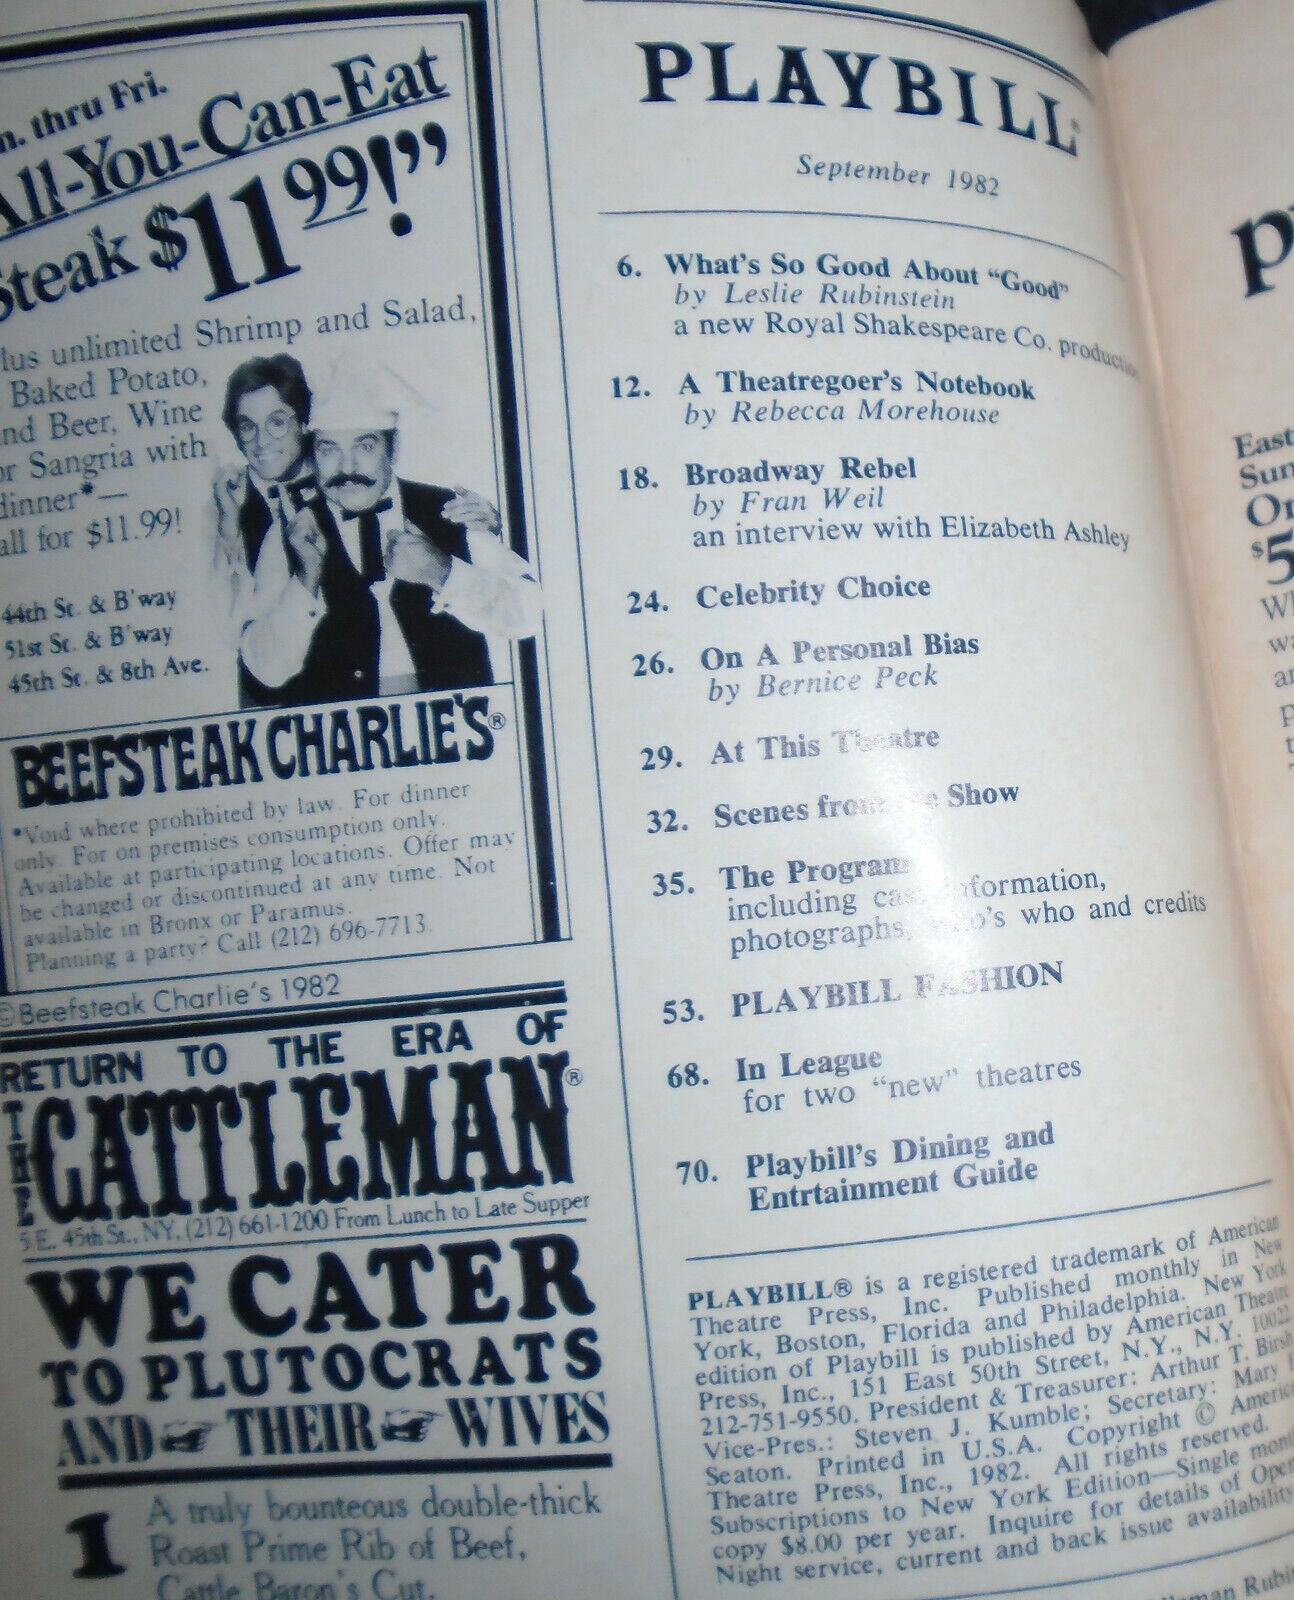 thru Fri.
All-You-Can-Eat
Steak $11.99!”
unlimited Shrimp and Salad,
Baked Potato,
Beer, Wine
Sangria with
dinner*—
for $11.99!
44th St. & B'way
51st St. & B'way
45th St. & 8th Ave.
BEEFSTEAK CHARLIE'S®
*Void where prohibited by law. For dinner
only. For on premises consumption only.
Available at participating locations. Offer may
be changed or discontinued at any time. Not
available in Bronx or Paramus.
Planning a party? Call (212) 696-7713.
©Beefsteak Charlie's 1982
RETURN TO THE ERA OF
THE CATTLEMAN®
5 E. 45th St., NY, (212) 661-1200 From Lunch to Late Supper
WE CATER
TO PLUTOCRATS
AND THEIR WIVES
1 A truly bounteous double-thick
Roast Prime Rib of Beef,
Cattle Baron's Cut.
PLAYBILL®
September 1982
6. What's So Good About “Good”
by Leslie Rubinstein
a new Royal Shakespeare Co. production
12. A Theatregoer's Notebook
by Rebecca Morehouse
18. Broadway Rebel
by Fran Weil
an interview with Elizabeth Ashley
24. Celebrity Choice
26. On A Personal Bias
by Bernice Peck
29. At This Theatre
32. Scenes from the Show
35. The Program
including cast information,
photographs, who's who and credits
53. PLAYBILL FASHION
68. In League
for two “new” theatres
70. Playbill's Dining and
Entrtainment Guide
PLAYBILL® is a registered trademark of American
Theatre Press, Inc. Published monthly in New
York, Boston, Florida and Philadelphia. New York
edition of Playbill is published by American Theatre
Press, Inc., 151 East 50th Street, N.Y., N.Y. 10022
212-751-9550. President & Treasurer: Arthur T. Birsh
Vice-Pres.: Steven J. Kumble; Secretary: Mary
Seaton. Printed in U.S.A. Copyright © American
Theatre Press, Inc., 1982. All rights reserved.
Subscriptions to New York Edition—Single
copy $8.00 per year. Inquire for details of
Night service, current and back issue availability
East
Sun
$5